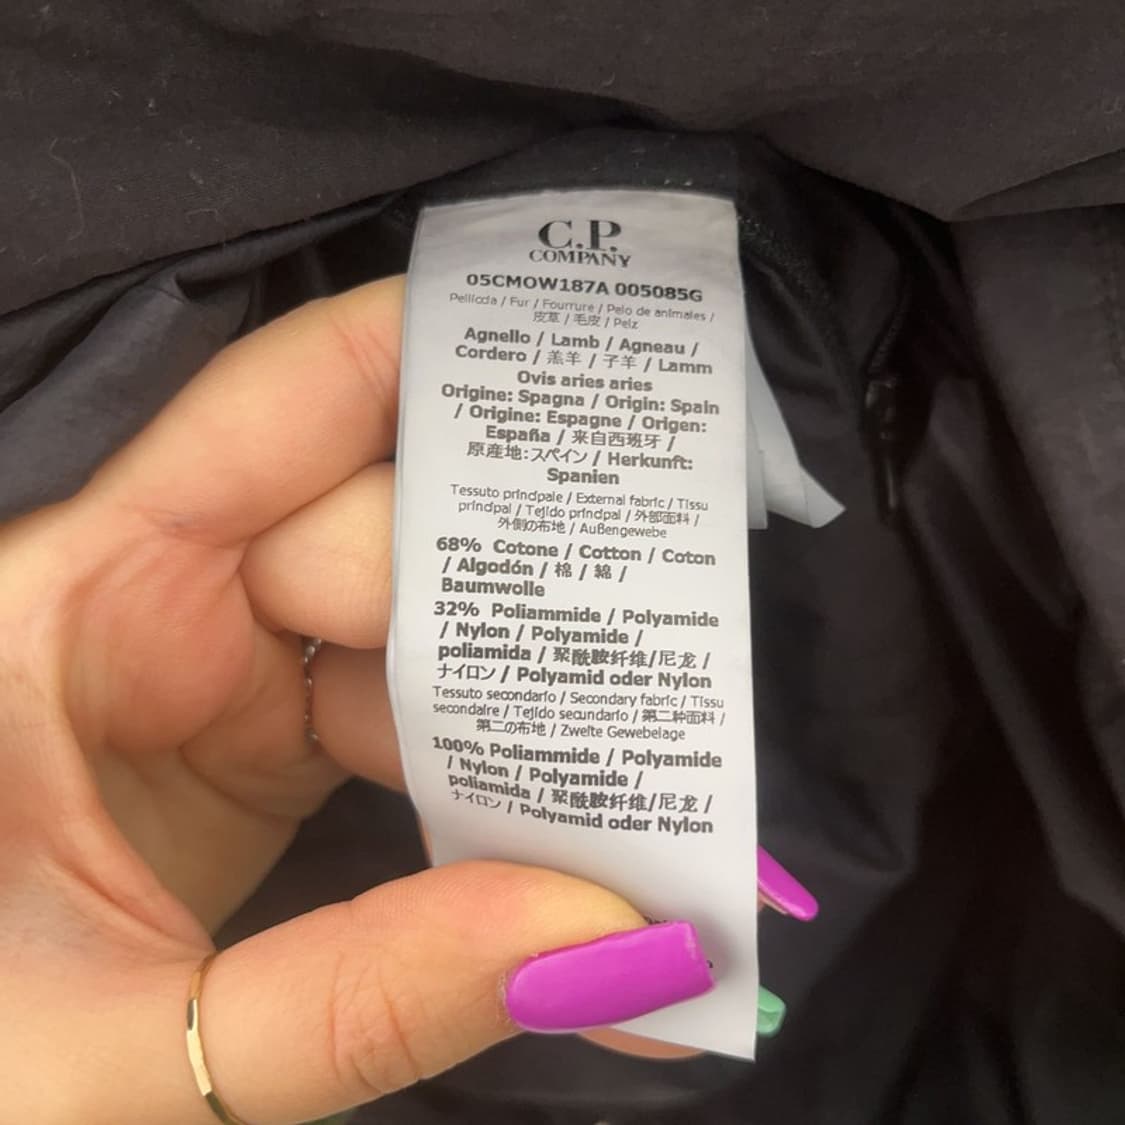 C.P.
COMPANY
05CMOW187A 005085G
Pelliccia / Fur / Fourrure / Pelo de animales /
皮草 / 毛皮 / Pelz
Agnello / Lamb / Agneau /
Cordero / 羔羊 / 子羊 / Lamm
Ovis aries aries
Origine: Spagna / Origin: Spain
/ Origine: Espagne / Origen:
España / 来自西班牙 /
原産地:スペイン / Herkunft:
Spanien
Tessuto principale / External fabric / Tissu
principal / Tejido principal / 外部面料 /
外側の布地 / Außengewebe
68% Cotone / Cotton / Coton
/ Algodón / 棉 / 綿 /
Baumwolle
32% Poliammide / Polyamide
/ Nylon / Polyamide /
poliamida / 聚酰胺纤维/尼龙 /
ナイロン / Polyamid oder Nylon
Tessuto secondario / Secondary fabric / Tissu
secondaire / Tejido secundario / 第二种面料 /
第二の布地 / Zweite Gewebelage
100% Poliammide / Polyamide
/ Nylon / Polyamide /
poliamida / 聚酰胺纤维/尼龙 /
ナイロン / Polyamid oder Nylon